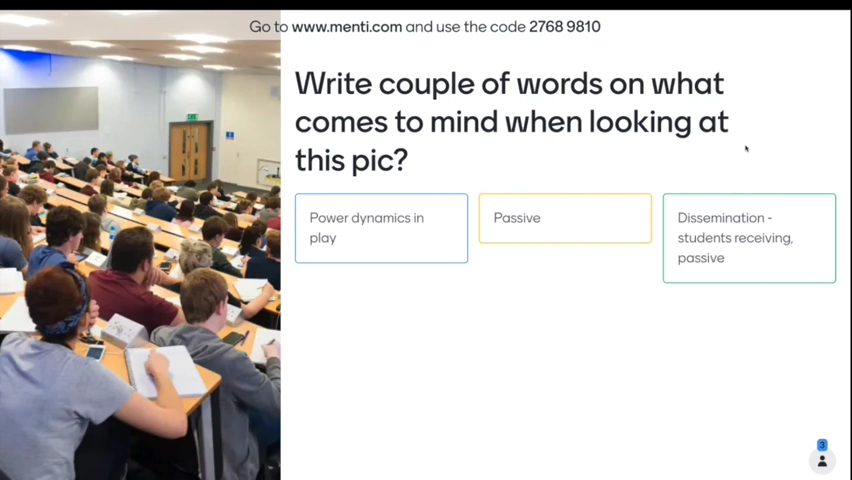 Go to www.menti.com and use the code 2768 9810
Write couple of words on what
comes to mind when looking at
this pic?
Power dynamics in
play
Passive
Dissemination -
students receiving,
passive
3